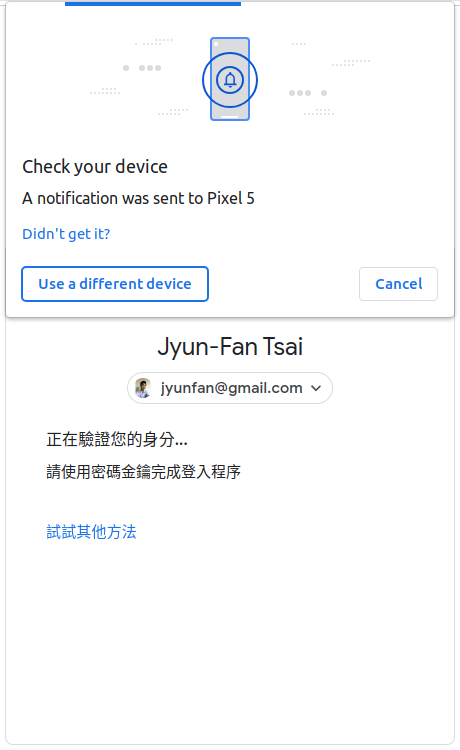 Check your device
A notification was sent to Pixel 5
Didn't get it?
Use a different device
Cancel
Jyun-Fan Tsai
jyunfan@gmail.com
正在驗證您的身分...
請使用密碼金鑰完成登入程序
試試其他方法